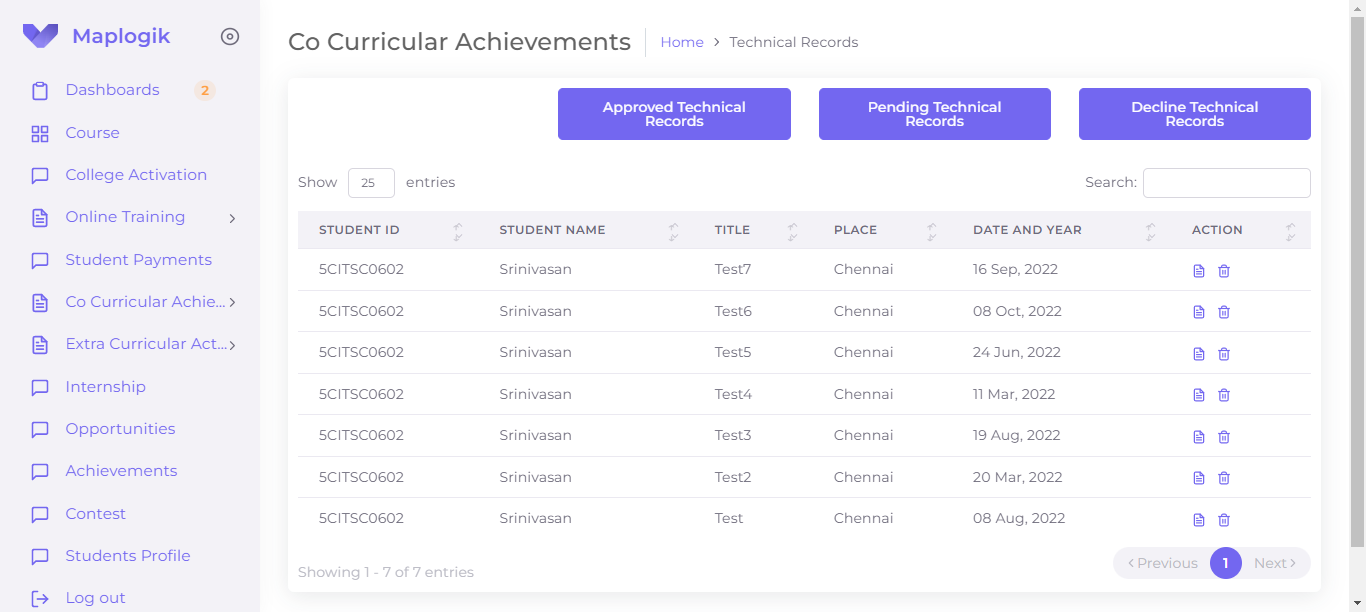 Maplogik
Dashboards 2
Course
College Activation
Online Training
Student Payments
Co Curricular Achie...
Extra Curricular Act...
Internship
Opportunities
Achievements
Contest
Students Profile
Log out
Co Curricular Achievements
Home > Technical Records
Approved Technical
Records
Pending Technical
Records
Decline Technical
Records
Show 25 entries
Search:
STUDENT ID STUDENT NAME TITLE PLACE DATE AND YEAR ACTION
5CITSC0602 Srinivasan Test7 Chennai 16 Sep, 2022
5CITSC0602 Srinivasan Test6 Chennai 08 Oct, 2022
5CITSC0602 Srinivasan Test5 Chennai 24 Jun, 2022
5CITSC0602 Srinivasan Test4 Chennai 11 Mar, 2022
5CITSC0602 Srinivasan Test3 Chennai 19 Aug, 2022
5CITSC0602 Srinivasan Test2 Chennai 20 Mar, 2022
5CITSC0602 Srinivasan Test Chennai 08 Aug, 2022
Showing 1 - 7 of 7 entries
Previous 1 Next